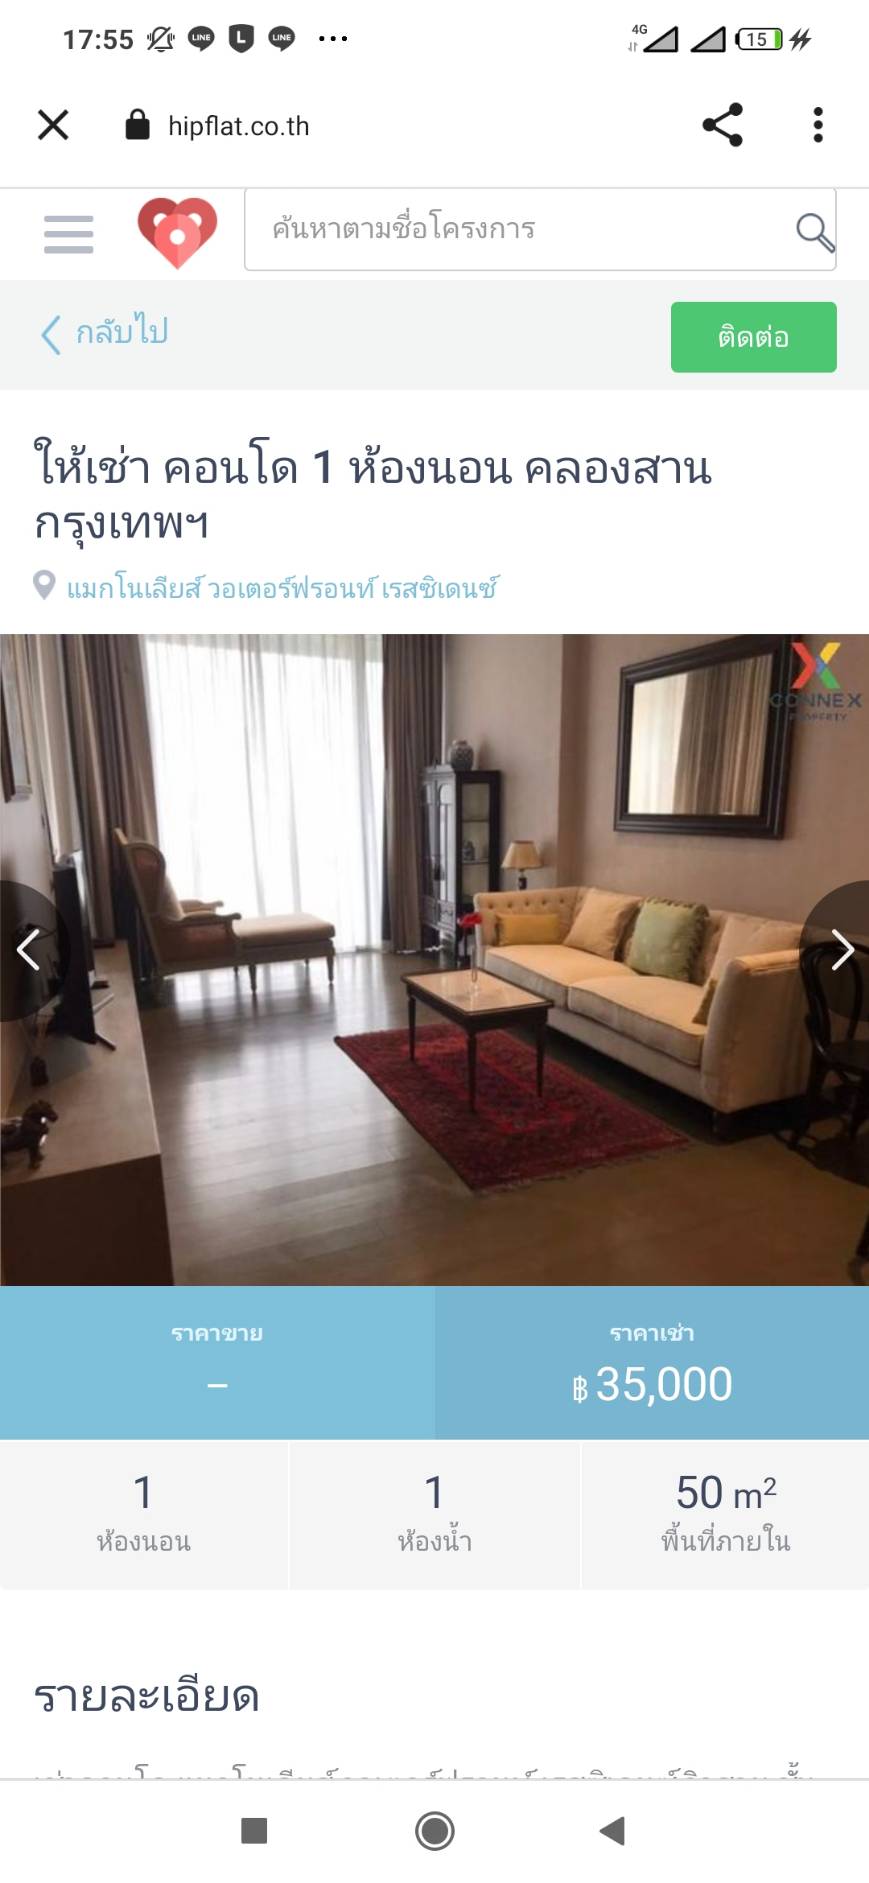 17:55
LINE
L
LINE
4G
15
hipflat.co.th
ค้นหาตามชื่อโครงการ
กลับไป
ติดต่อ
ให้เช่า คอนโด 1 ห้องนอน คลองสาน
กรุงเทพฯ
แมกโนเลียส์ วอเตอร์ฟรอนท์ เรสซิเดนซ์
CONNEX
PROPERTY
ราคาขาย
ราคาเช่า
–
฿ 35,000
1
1
50 m²
ห้องนอน
ห้องน้ำ
พื้นที่ภายใน
รายละเอียด